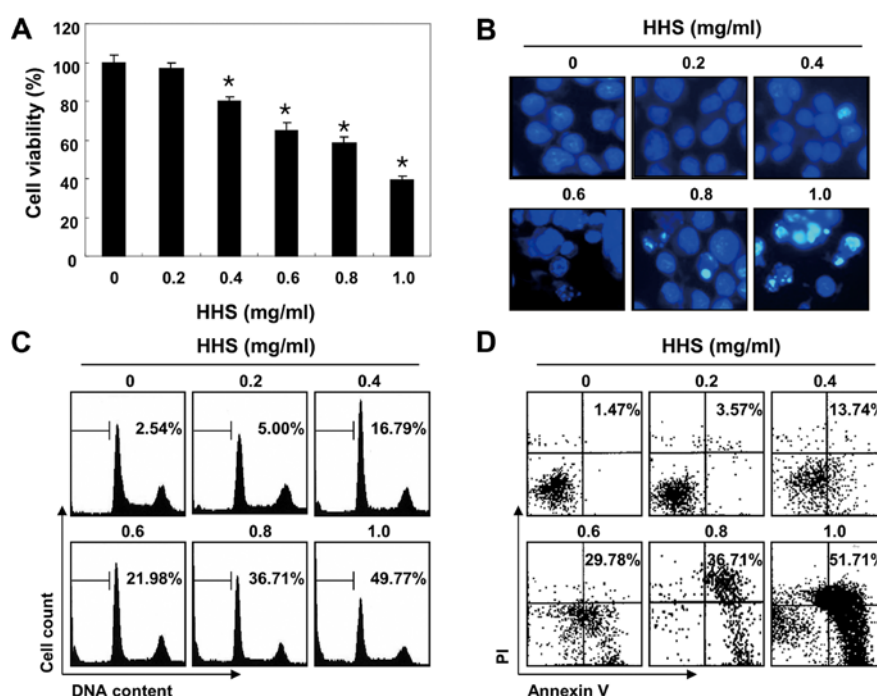 A
Cell viability (%)
120
100
80
60
40
20
0
*
*
*
*
0 0.2 0.4 0.6 0.8 1.0
HHS (mg/ml)
B
HHS (mg/ml)
0 0.2 0.4
0.6 0.8 1.0
C
HHS (mg/ml)
0 0.2 0.4
2.54% 5.00% 16.79%
0.6 0.8 1.0
21.98% 36.71% 49.77%
Cell count
DNA content
D
HHS (mg/ml)
0 0.2 0.4
1.47% 3.57% 13.74%
0.6 0.8 1.0
29.78% 36.71% 51.71%
PI
Annexin V